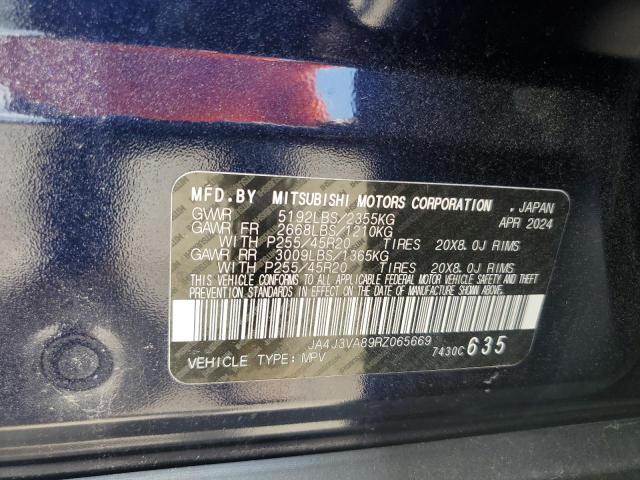 MFD.BY MITSUBISHI MOTORS CORPORATION . JAPAN
GVWR 5192LBS/2355KG APR 2024
GAWR FR 2668LBS/1210KG
WITH P255/45R20 TIRES 20X8.0J RIMS
GAWR RR 3009LBS/1365KG
WITH P255/45R20 TIRES 20X8.0J RIMS
THIS VEHICLE CONFORMS TO ALL APPLICABLE FEDERAL MOTOR VEHICLE SAFETY AND THEFT
PREVENTION STANDARDS IN EFFECT ON THE DATE OF MANUFACTURE SHOWN ABOVE.
JA4J3VA89RZ065669
VEHICLE TYPE: MPV 7430C 635